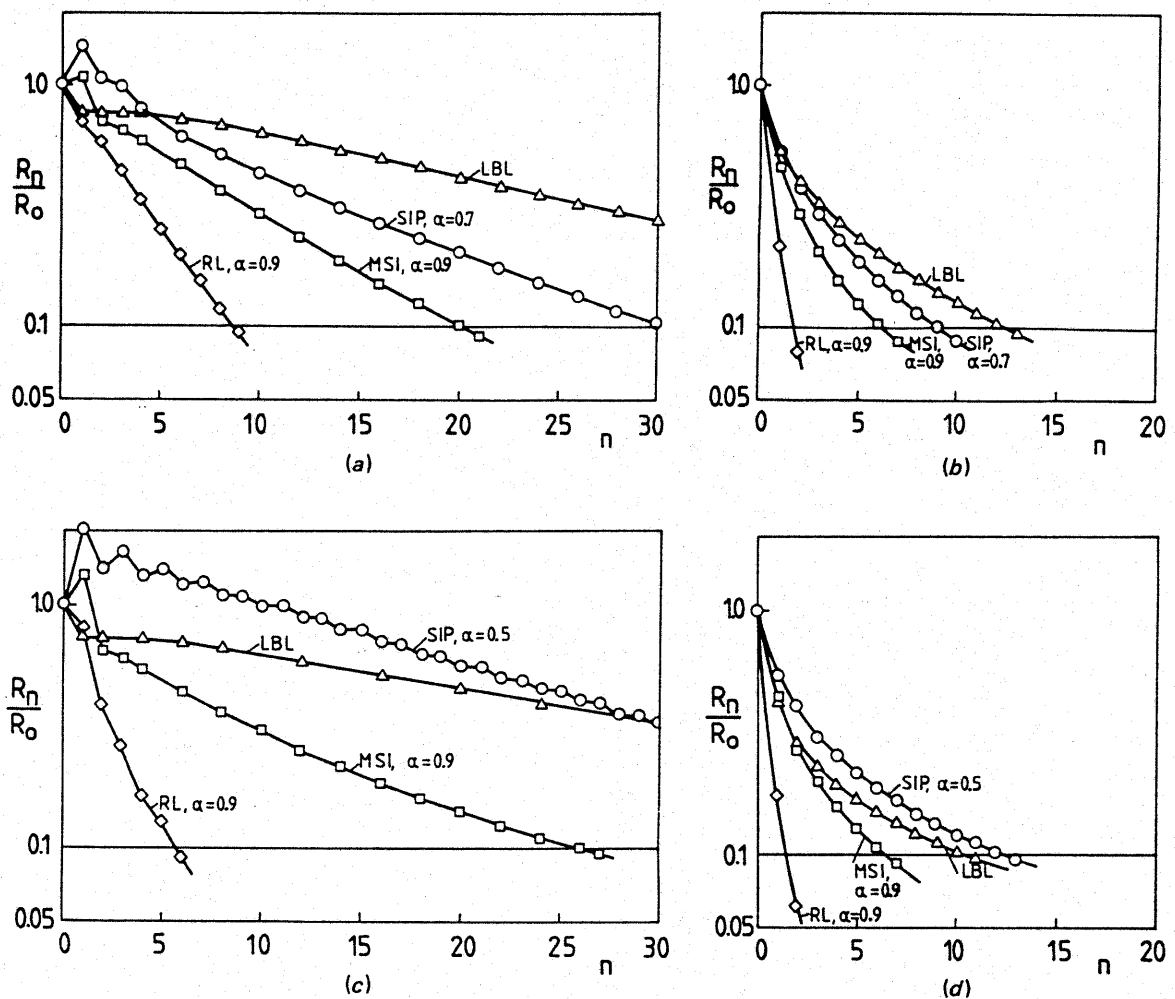 1.0
Rn
Ro
0.1
0.05
0 5 10 15 20 25 30
n
LBL
SIP, α=0.7
MSI, α=0.9
RL, α=0.9
(a)
1.0
Rn
Ro
0.1
0.05
0 5 10 15 20
n
LBL
RL, α=0.9
MSI,
α=0.9
SIP,
α=0.7
(b)
1.0
Rn
Ro
0.1
0.05
0 5 10 15 20 25 30
n
SIP, α=0.5
LBL
MSI, α=0.9
RL, α=0.9
(c)
1.0
Rn
Ro
0.1
0.05
0 5 10 15 20
n
SIP, α=0.5
MSI,
α=0.9
LBL
RL, α=0.9
(d)